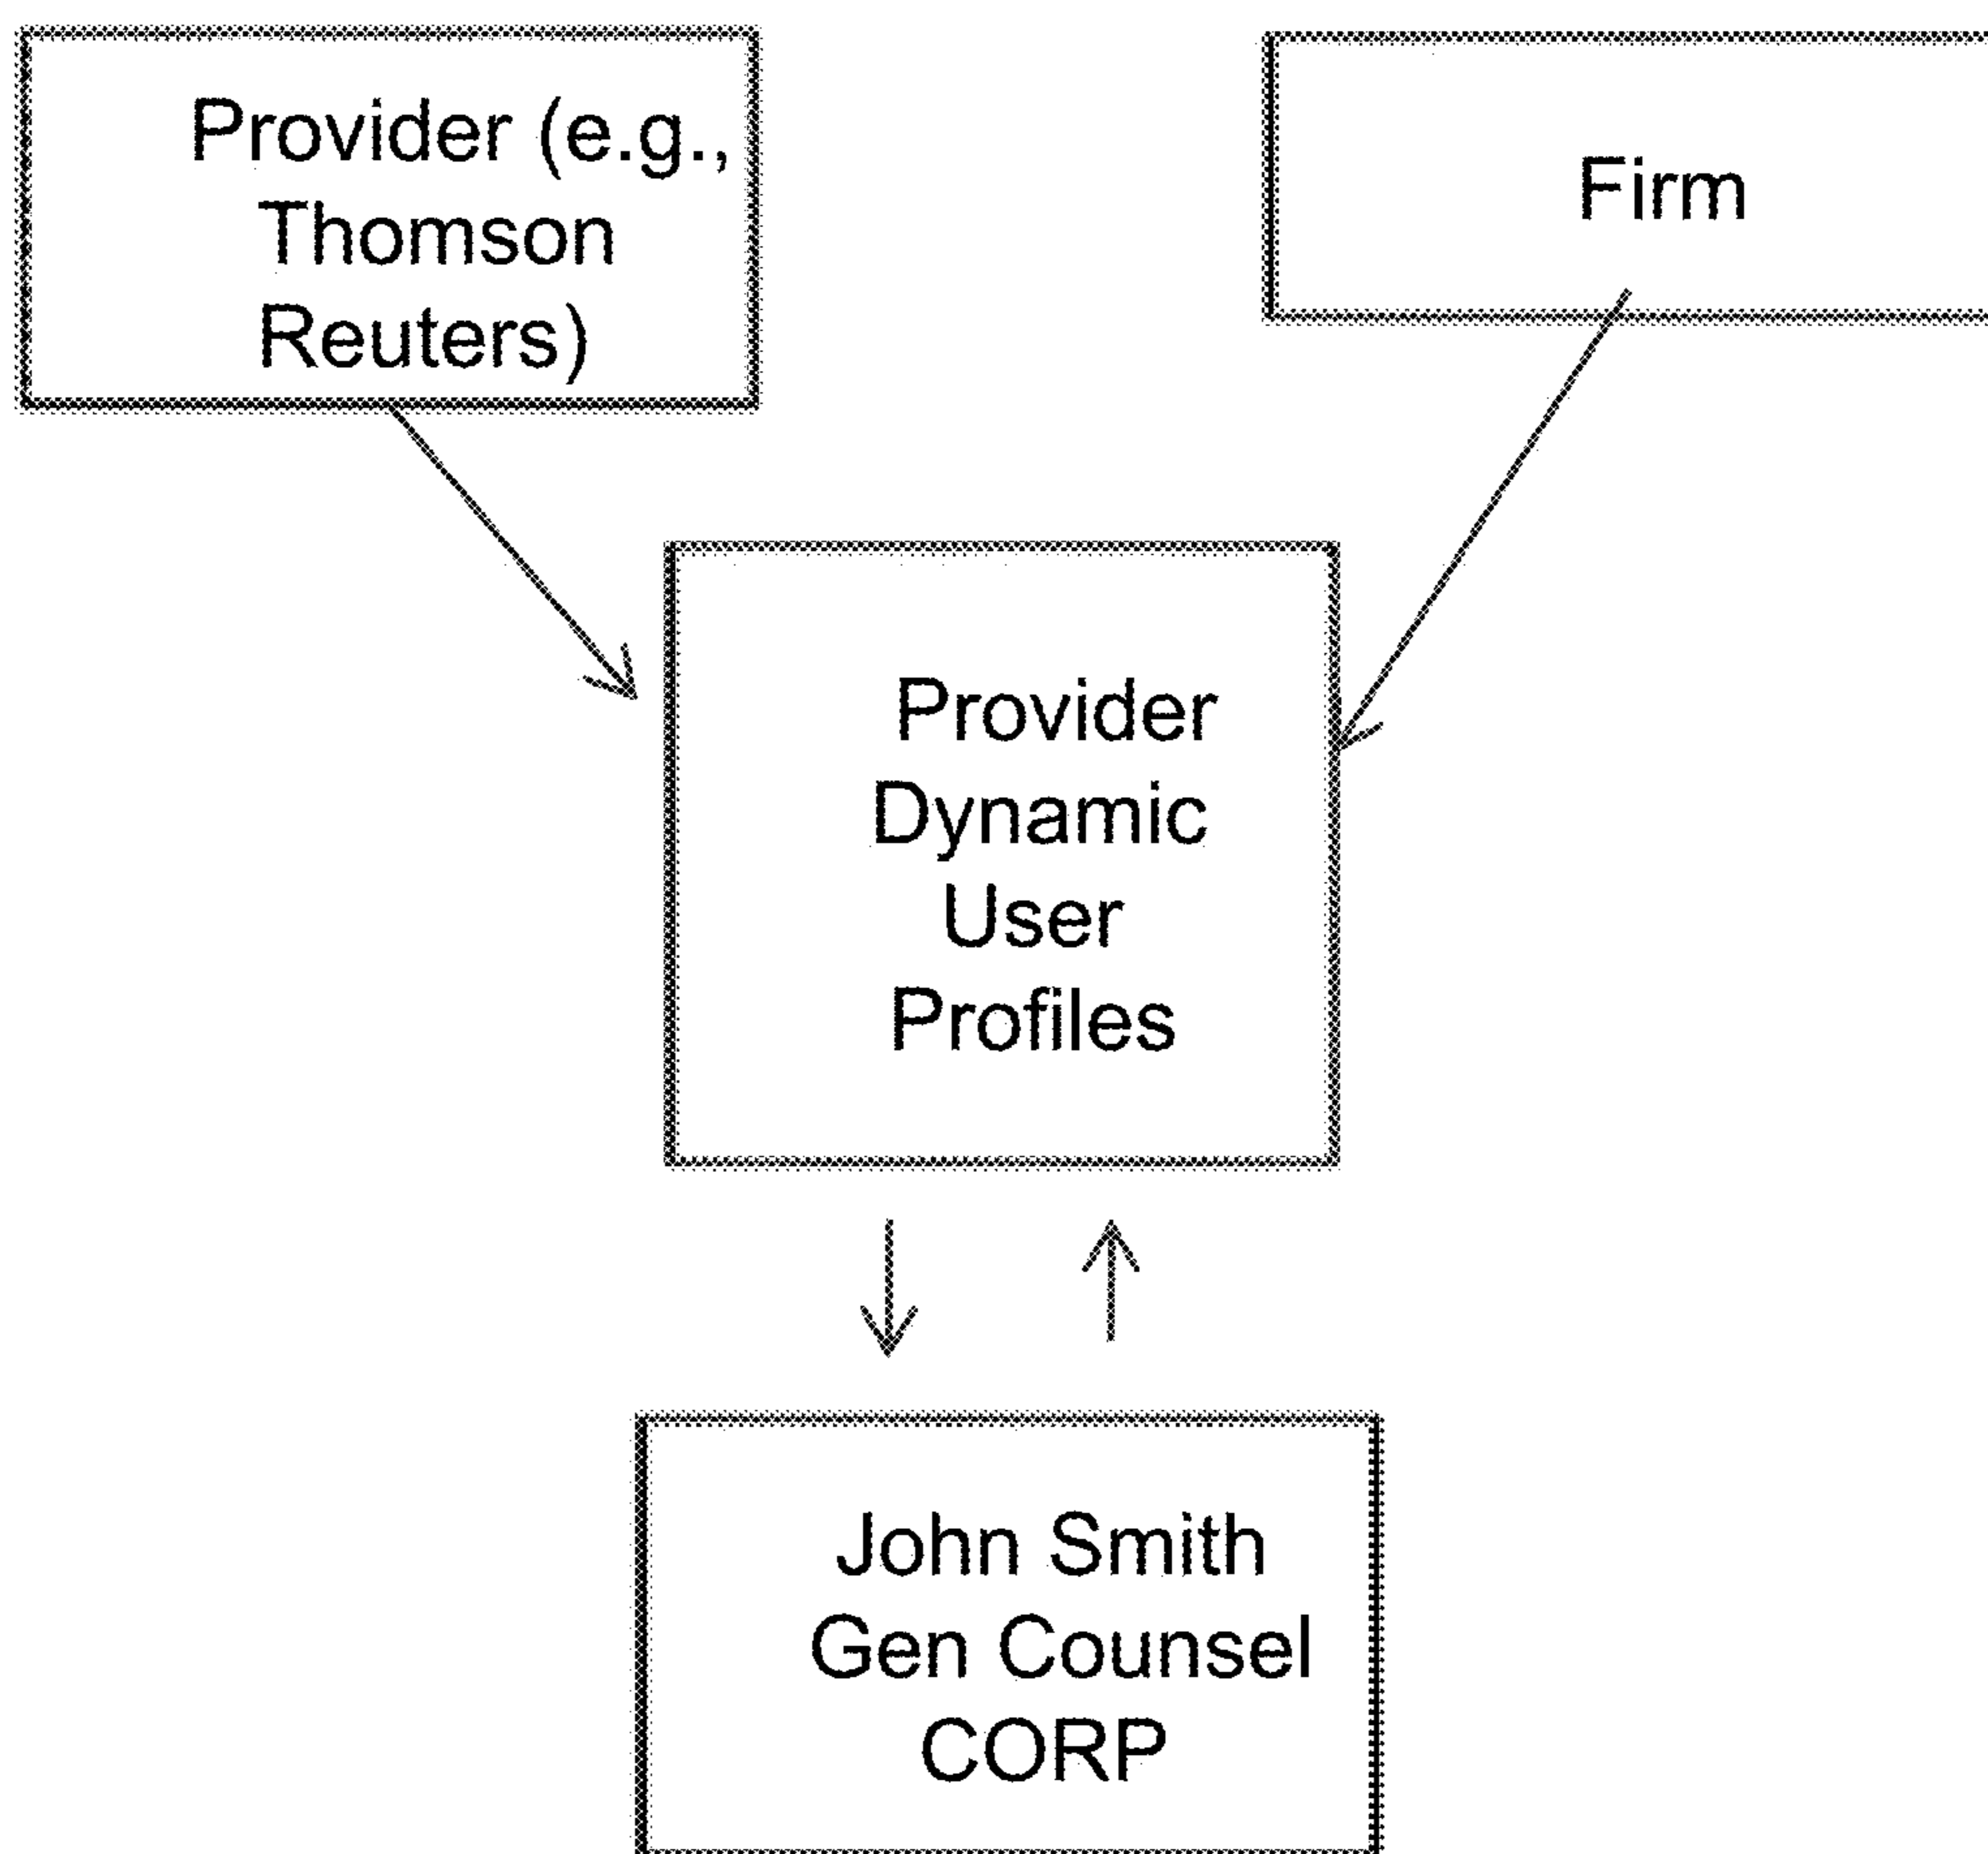 Provider (e.g.,
Thomson
Reuters)
Firm
Provider
Dynamic
User
Profiles
John Smith
Gen Counsel
CORP